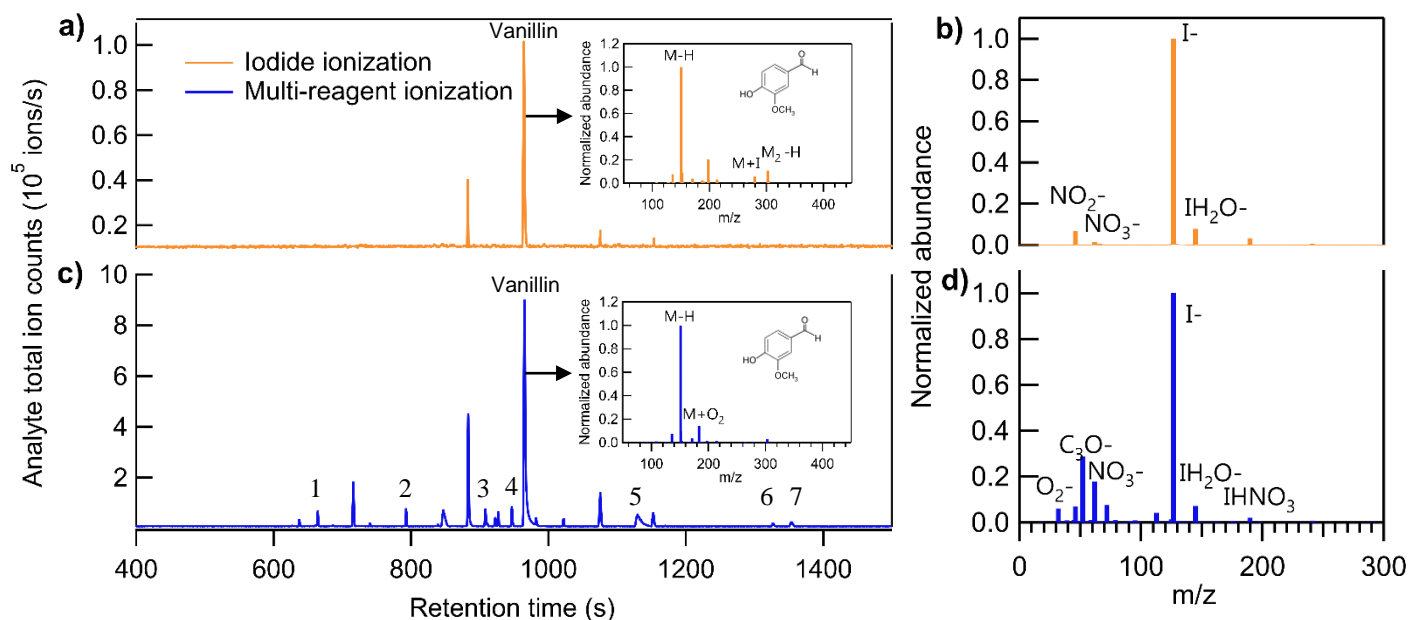 a)
Iodide ionization
Multi-reagent ionization
Vanillin
1.0
0.8
0.6
0.4
0.2
Normalized abundance
1.2
1.0
0.8
0.6
0.4
0.2
0.0
M-H
M+I
M2 -H
HO
OCH3
O
H
100 200 300 400
m/z
Analyte total ion counts (10^5 ions/s)
c)
Vanillin
10
8
6
4
2
1 2 3 4 5 6 7
Normalized abundance
1.2
1.0
0.8
0.6
0.4
0.2
0.0
M-H
M+O2
HO
OCH3
O
H
100 200 300 400
m/z
400 600 800 1000 1200 1400
Retention time (s)
b)
1.0
0.8
0.6
0.4
0.2
0.0
I-
NO2-
NO3-
IH2O-
Normalized abundance
d)
1.0
0.8
0.6
0.4
0.2
0.0
I-
C3O-
O2-
NO3-
IH2O-
IHNO3
0 100 200 300
m/z